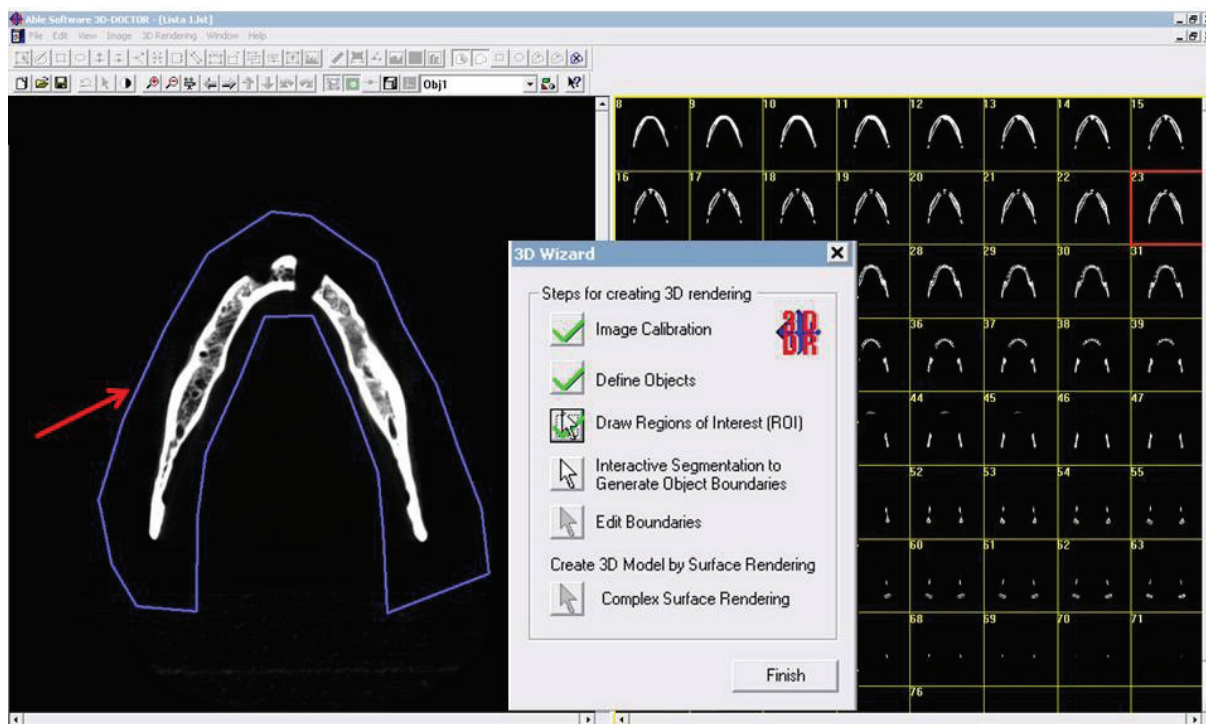 Able Software 3D-DOCTOR - [Lista 1.lst]
File Edit View Image 3D Rendering Window Help
Obj1
8 9 10 11 12 13 14 15
16 17 18 19 20 21 22 23
28 29 30 31
36 37 38 39
44 45 46 47
52 53 54 55
60 61 62 63
68 69 70 71
76
3D Wizard
Steps for creating 3D rendering
3D
DR
Image Calibration
Define Objects
Draw Regions of Interest (ROI)
Interactive Segmentation to
Generate Object Boundaries
Edit Boundaries
Create 3D Model by Surface Rendering
Complex Surface Rendering
Finish